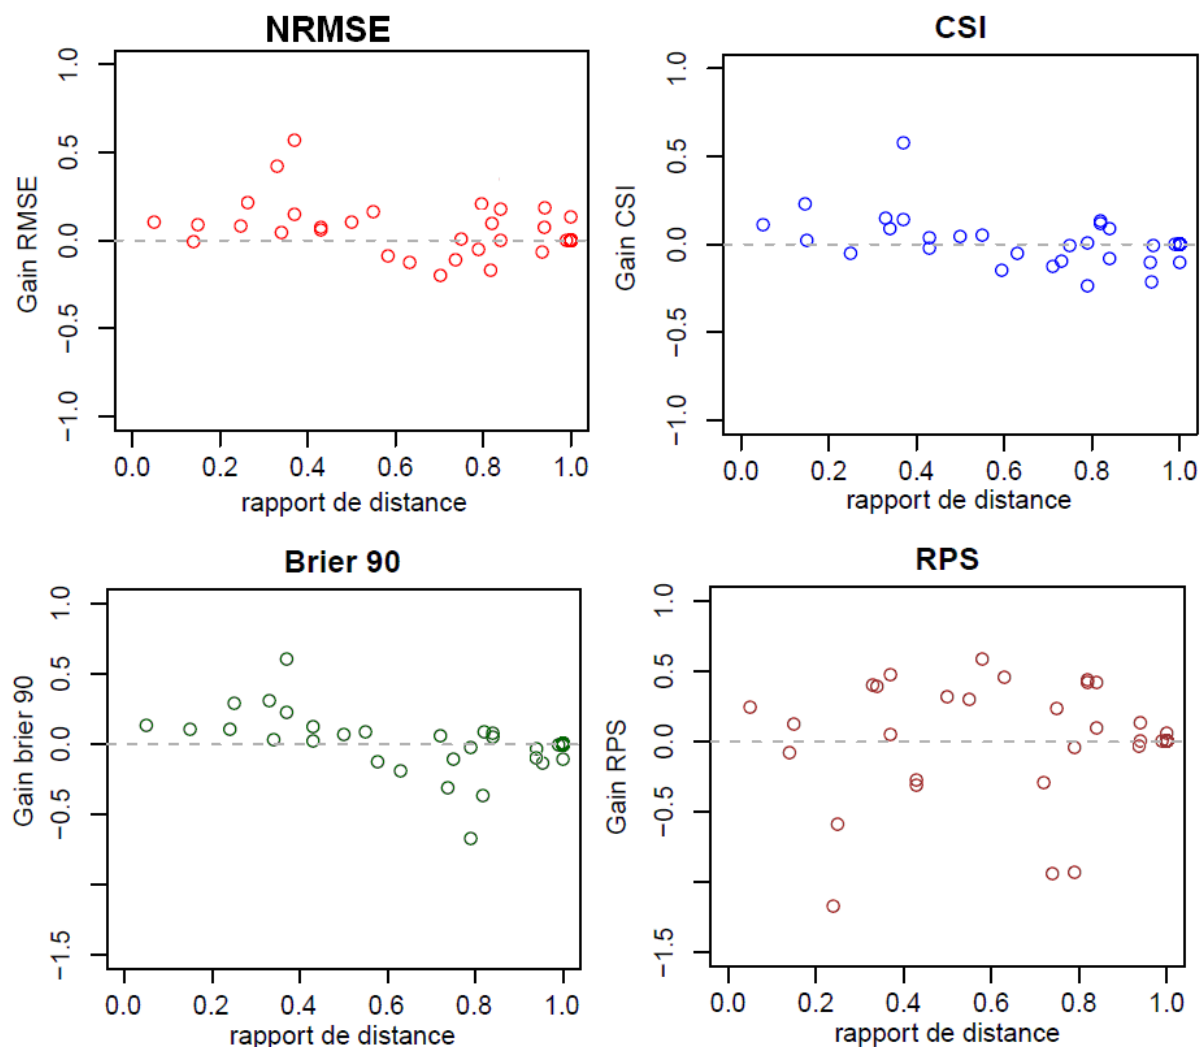 NRMSE
Gain RMSE
1.0
0.5
0.0
−0.5
−1.0
0.0 0.2 0.4 0.6 0.8 1.0
rapport de distance
CSI
Gain CSI
1.0
0.5
0.0
−0.5
−1.0
0.0 0.2 0.4 0.6 0.8 1.0
rapport de distance
Brier 90
Gain brier 90
1.0
0.5
0.0
−0.5
−1.5
0.0 0.2 0.4 0.6 0.8 1.0
rapport de distance
RPS
Gain RPS
1.0
0.5
0.0
−0.5
−1.5
0.0 0.2 0.4 0.6 0.8 1.0
rapport de distance